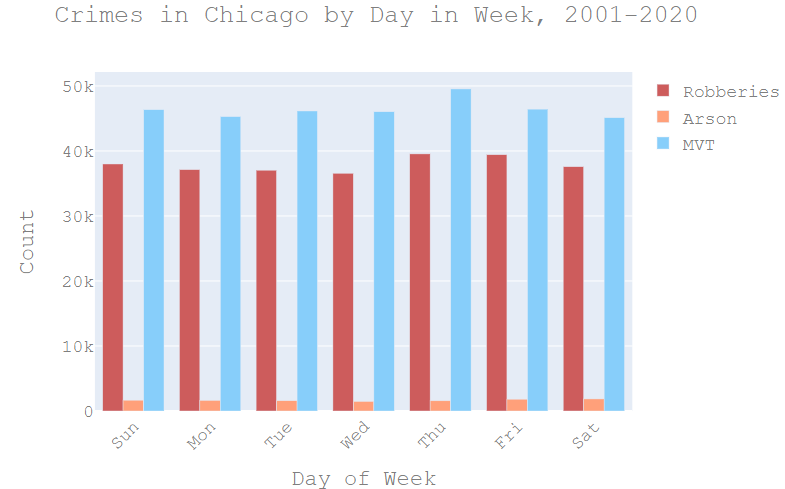 Crimes in Chicago by Day in Week, 2001-2020
Robberies
Arson
MVT
Count
50k
40k
30k
20k
10k
0
Sun Mon Tue Wed Thu Fri Sat
Day of Week